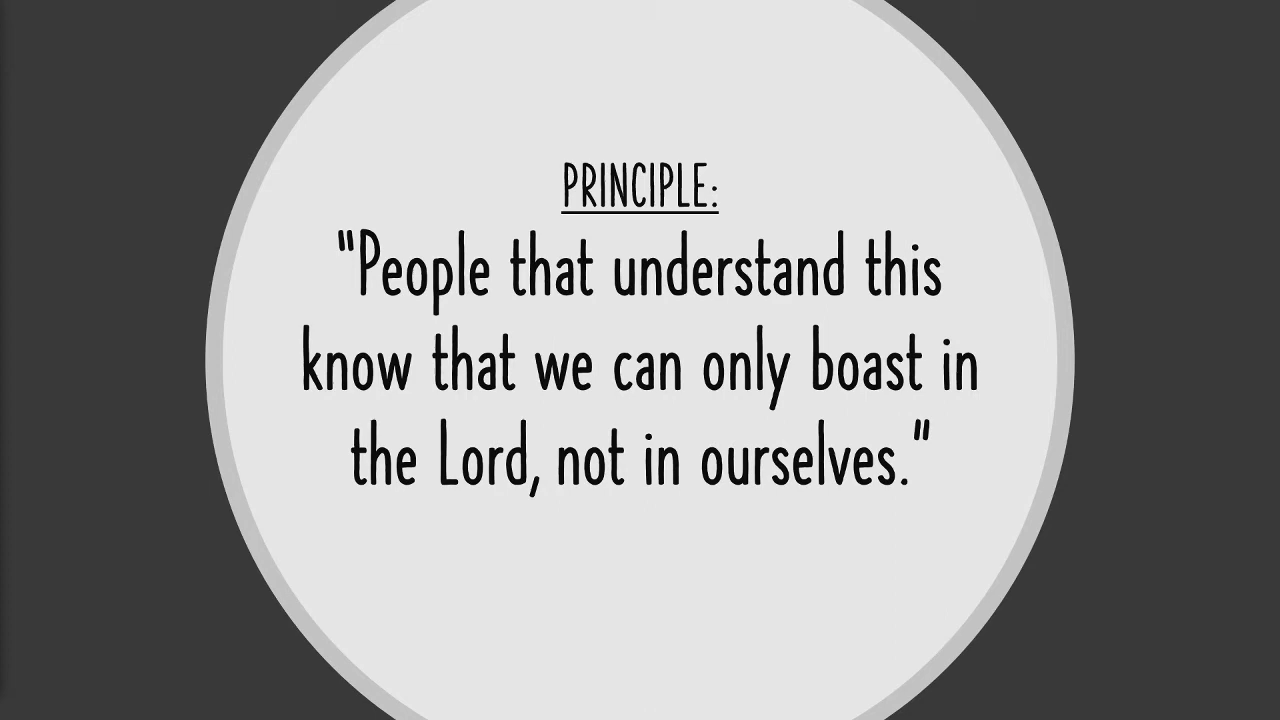 PRINCIPLE:
"People that understand this
know that we can only boast in
the Lord, not in ourselves."